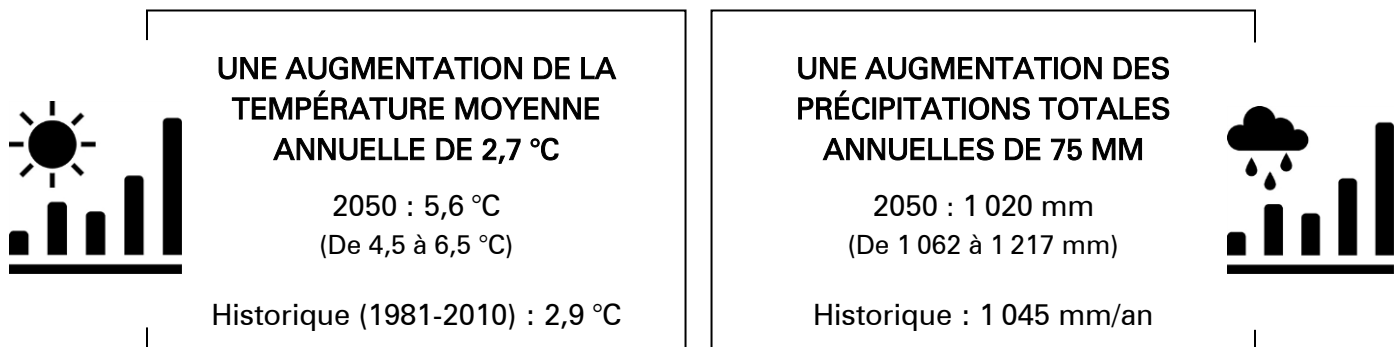 UNE AUGMENTATION DE LA
TEMPÉRATURE MOYENNE
ANNUELLE DE 2,7 °C
2050 : 5,6 °C
(De 4,5 à 6,5 °C)
Historique (1981-2010) : 2,9 °C
UNE AUGMENTATION DES
PRÉCIPITATIONS TOTALES
ANNUELLES DE 75 MM
2050 : 1 020 mm
(De 1 062 à 1 217 mm)
Historique : 1 045 mm/an